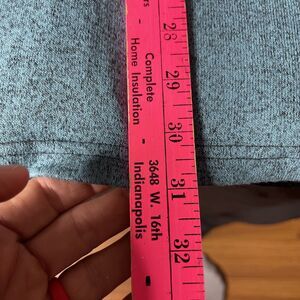 Complete
Home Insulation
3648 W. 16th
Indianapolis
28
29
30
31
32